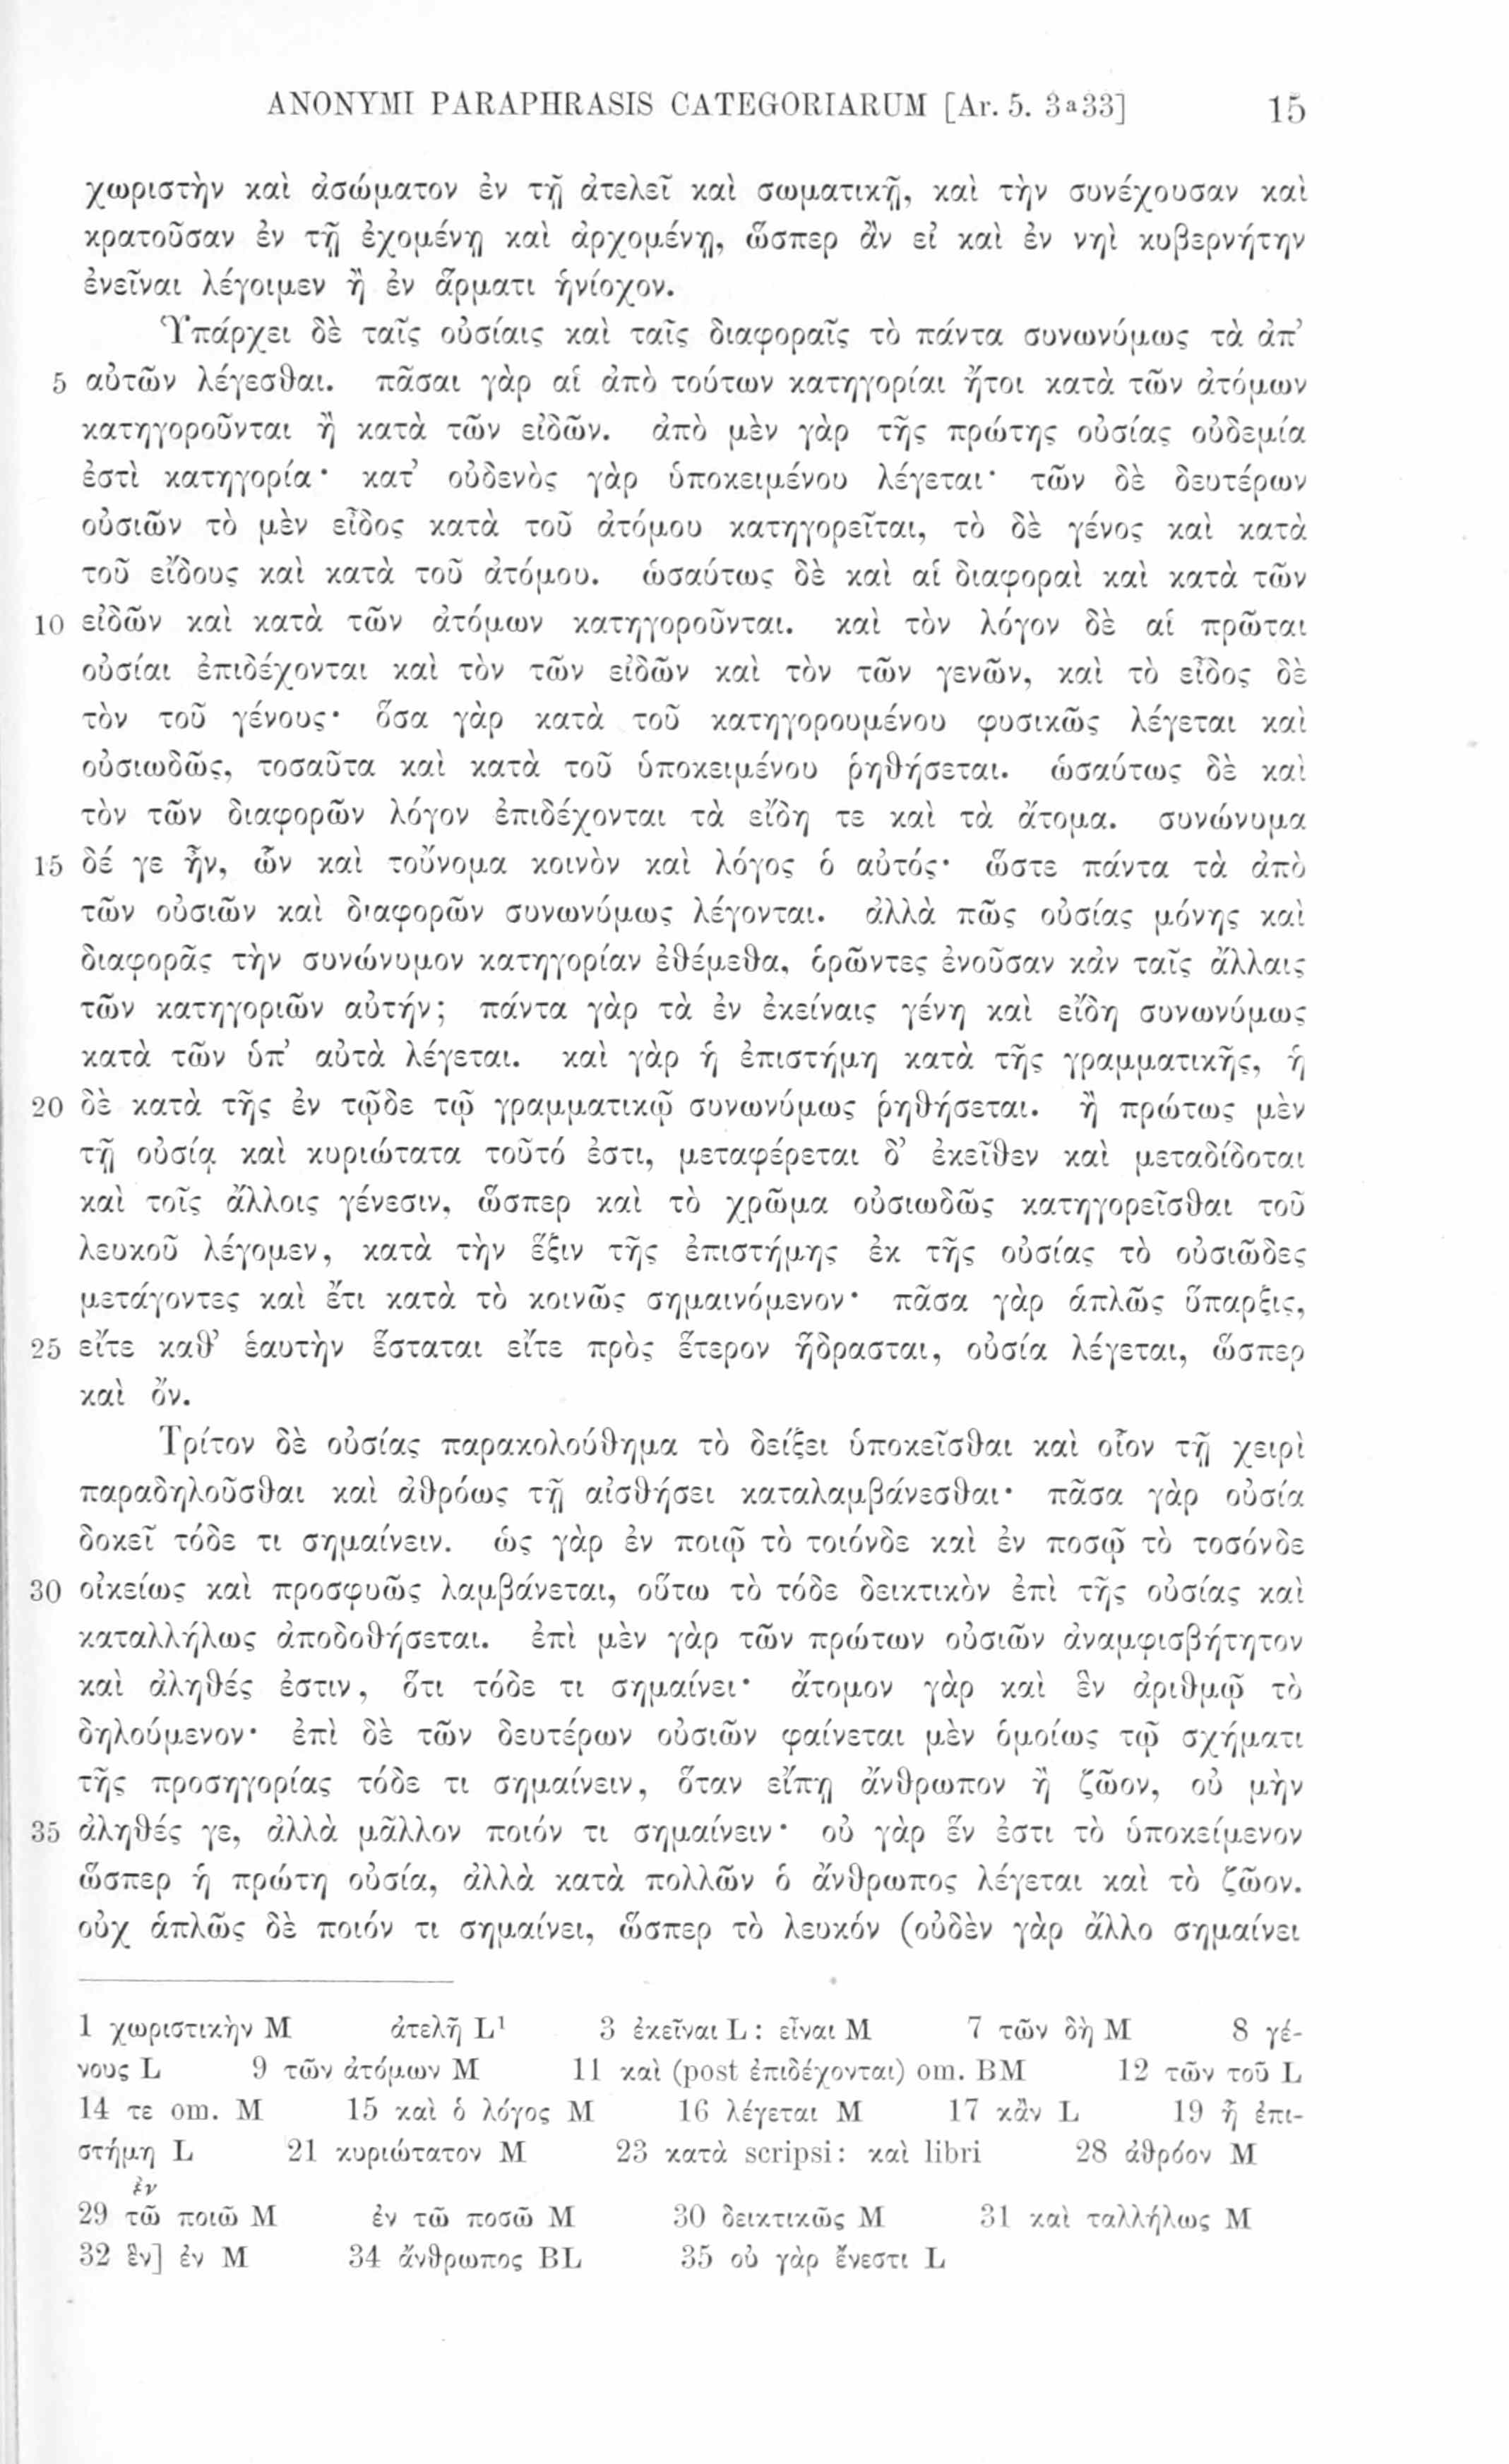 ANONYMI PARAPHRASIS CATEGORIARUM [Ar. 5. 3a33] 15
χωριστὴν καὶ ἀσώματον ἐν τῇ ἀτελεῖ καὶ σωματικῇ, καὶ τὴν συνέχουσαν καὶ
κρατοῦσαν ἐν τῇ ἐχομένῃ καὶ ἀρχομένῃ, ὥσπερ ἂν εἰ καὶ ἐν νηὶ κυβερνήτην
ἐνεῖναι λέγοιμεν ἢ ἐν ἅρματι ἡνίοχον.
Ὑπάρχει δὲ ταῖς οὐσίαις καὶ ταῖς διαφοραῖς τὸ πάντα συνωνύμως τὰ ἀπ’
5 αὐτῶν λέγεσθαι. πᾶσαι γὰρ αἱ ἀπὸ τούτων κατηγορίαι ἤτοι κατὰ τῶν ἀτόμων
κατηγοροῦνται ἢ κατὰ τῶν εἰδῶν. ἀπὸ μὲν γὰρ τῆς πρώτης οὐσίας οὐδεμία
ἐστὶ κατηγορία· κατ’ οὐδενὸς γὰρ ὑποκειμένου λέγεται· τῶν δὲ δευτέρων
οὐσιῶν τὸ μὲν εἶδος κατὰ τοῦ ἀτόμου κατηγορεῖται, τὸ δὲ γένος καὶ κατὰ
τοῦ εἴδους καὶ κατὰ τοῦ ἀτόμου. ὡσαύτως δὲ καὶ αἱ διαφοραὶ καὶ κατὰ τῶν
10 εἰδῶν καὶ κατὰ τῶν ἀτόμων κατηγοροῦνται. καὶ τὸν λόγον δὲ αἱ πρῶται
οὐσίαι ἐπιδέχονται καὶ τὸν τῶν εἰδῶν καὶ τὸν τῶν γενῶν, καὶ τὸ εἶδος δὲ
τὸν τοῦ γένους· ὅσα γὰρ κατὰ τοῦ κατηγορουμένου φυσικῶς λέγεται καὶ
οὐσιωδῶς, τοσαῦτα καὶ κατὰ τοῦ ὑποκειμένου ῥηθήσεται. ὡσαύτως δὲ καὶ
τὸν τῶν διαφορῶν λόγον ἐπιδέχονται τὰ εἴδη τε καὶ τὰ ἄτομα. συνώνυμα
15 δέ γε ἦν, ὧν καὶ τοὔνομα κοινὸν καὶ λόγος ὁ αὐτός· ὥστε πάντα τὰ ἀπὸ
τῶν οὐσιῶν καὶ διαφορῶν συνωνύμως λέγονται. ἀλλὰ πῶς οὐσίας μόνης καὶ
διαφορᾶς τὴν συνώνυμον κατηγορίαν ἐθέμεθα, ὁρῶντες ἐνοῦσαν κἀν ταῖς ἄλλαις
τῶν κατηγοριῶν αὐτήν; πάντα γὰρ τὰ ἐν ἐκείναις γένη καὶ εἴδη συνωνύμως
κατὰ τῶν ὑπ’ αὐτὰ λέγεται. καὶ γὰρ ἡ ἐπιστήμη κατὰ τῆς γραμματικῆς, ἡ
20 δὲ κατὰ τῆς ἐν τῷδε τῷ γραμματικῷ συνωνύμως ῥηθήσεται. ἢ πρώτως μὲν
τῇ οὐσίᾳ καὶ κυριώτατα τοῦτό ἐστι, μεταφέρεται δ’ ἐκεῖθεν καὶ μεταδίδοται
καὶ τοῖς ἄλλοις γένεσιν, ὥσπερ καὶ τὸ χρῶμα οὐσιωδῶς κατηγορεῖσθαι τοῦ
λευκοῦ λέγομεν, κατὰ τὴν ἕξιν τῆς ἐπιστήμης ἐκ τῆς οὐσίας τὸ οὐσιῶδες
μετάγοντες καὶ ἔτι κατὰ τὸ κοινῶς σημαινόμενον· πᾶσα γὰρ ἁπλῶς ὕπαρξις,
25 εἴτε καθ’ ἑαυτὴν ἕσταται εἴτε πρὸς ἕτερον ἥδρασται, οὐσία λέγεται, ὥσπερ
καὶ ὄν.
Τρίτον δὲ οὐσίας παρακολούθημα τὸ δείξει ὑποκεῖσθαι καὶ οἷον τῇ χειρὶ
παραδηλοῦσθαι καὶ ἀθρόως τῇ αἰσθήσει καταλαμβάνεσθαι· πᾶσα γὰρ οὐσία
δοκεῖ τόδε τι σημαίνειν. ὡς γὰρ ἐν ποιῷ τὸ τοιόνδε καὶ ἐν ποσῷ τὸ τοσόνδε
30 οἰκείως καὶ προσφυῶς λαμβάνεται, οὕτω τὸ τόδε δεικτικὸν ἐπὶ τῆς οὐσίας καὶ
καταλλήλως ἀποδοθήσεται. ἐπὶ μὲν γὰρ τῶν πρώτων οὐσιῶν ἀναμφισβήτητον
καὶ ἀληθές ἐστιν, ὅτι τόδε τι σημαίνει· ἄτομον γὰρ καὶ ἓν ἀριθμῷ τὸ
δηλούμενον· ἐπὶ δὲ τῶν δευτέρων οὐσιῶν φαίνεται μὲν ὁμοίως τῷ σχήματι
τῆς προσηγορίας τόδε τι σημαίνειν, ὅταν εἴπῃ ἄνθρωπον ἢ ζῶον, οὐ μὴν
35 ἀληθές γε, ἀλλὰ μᾶλλον ποιόν τι σημαίνειν· οὐ γὰρ ἕν ἐστι τὸ ὑποκείμενον
ὥσπερ ἡ πρώτη οὐσία, ἀλλὰ κατὰ πολλῶν ὁ ἄνθρωπος λέγεται καὶ τὸ ζῶον.
οὐχ ἁπλῶς δὲ ποιόν τι σημαίνει, ὥσπερ τὸ λευκόν (οὐδὲν γὰρ ἄλλο σημαίνει
1 χωριστικὴν M ἀτελῆ L1 3 ἐκεῖναι L : εἶναι M 7 τῶν δὴ M 8 γέ-
νους L 9 τῶν ἀτόμων M 11 καὶ (post ἐπιδέχονται) om. BM 12 τῶν τοῦ L
14 τε om. M 15 καὶ ὁ λόγος M 16 λέγεται M 17 κἂν L 19 ἢ ἐπι-
στήμη L 21 κυριώτατον M 23 κατὰ scripsi: καὶ libri 28 ἀθρόον M
ἐν
29 τῶ ποιῶ M ἐν τῶ ποσῶ M 30 δεικτικῶς M 31 καὶ ταλλήλως M
32 ἓν] ἐν M 34 ἄνθρωπος BL 35 οὐ γὰρ ἔνεστι L